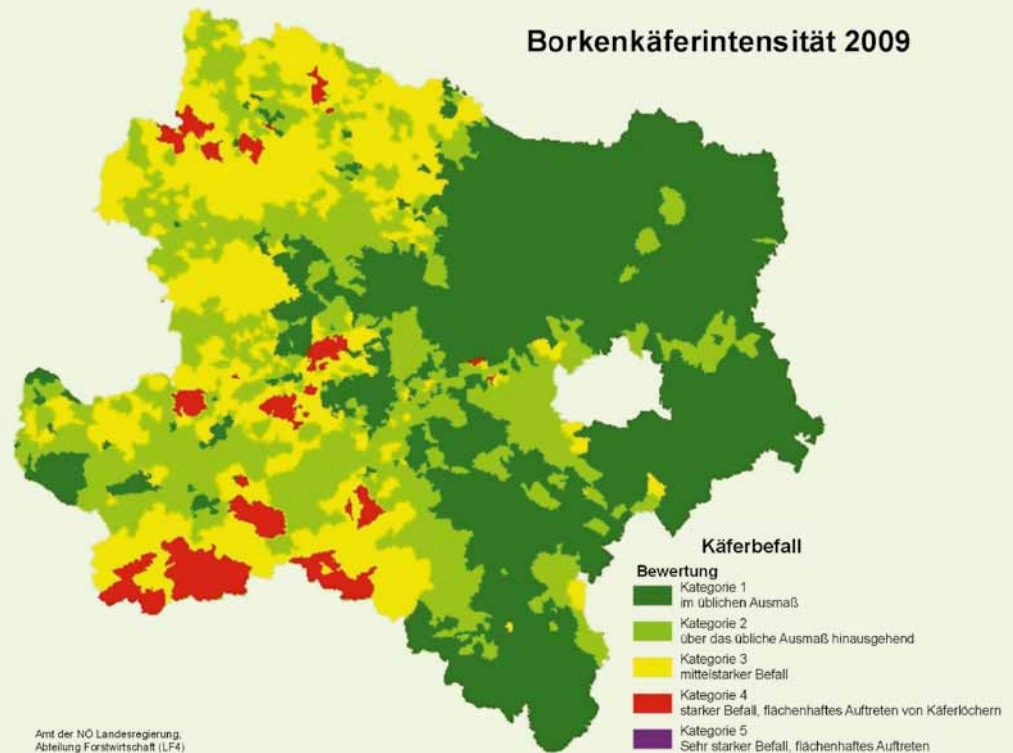 Borkenkäferintensität 2009
Käferbefall
Bewertung
Kategorie 1
im üblichen Ausmaß
Kategorie 2
über das übliche Ausmaß hinausgehend
Kategorie 3
mittelstarker Befall
Kategorie 4
starker Befall, flächenhaftes Auftreten von Käferlöchern
Kategorie 5
Sehr starker Befall, flächenhaftes Auftreten
Amt der NÖ Landesregierung,
Abteilung Forstwirtschaft (LF4)